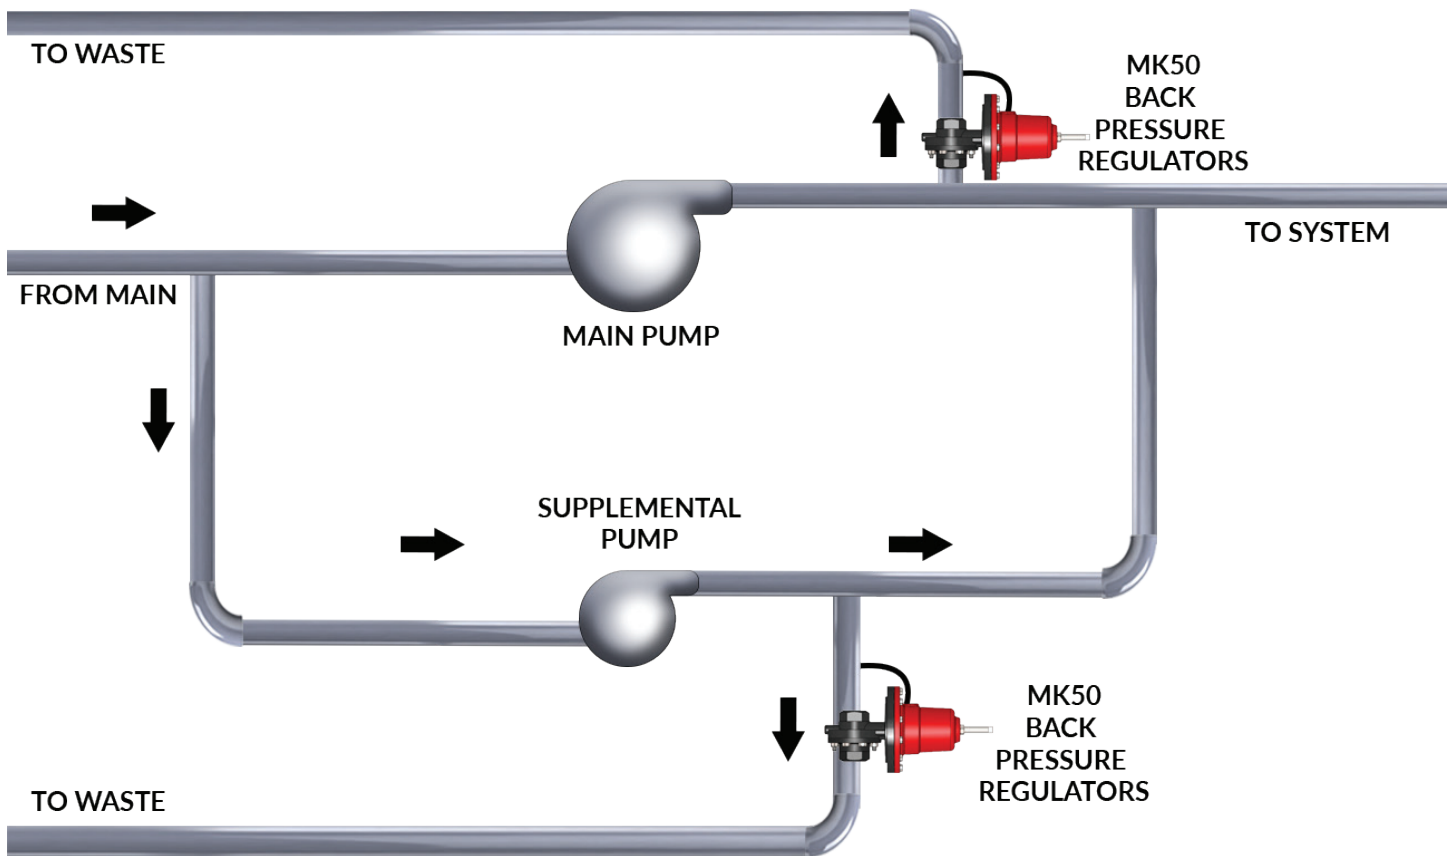 TO WASTE
MK50
BACK
PRESSURE
REGULATORS
TO SYSTEM
FROM MAIN
MAIN PUMP
SUPPLEMENTAL
PUMP
MK50
BACK
PRESSURE
REGULATORS
TO WASTE